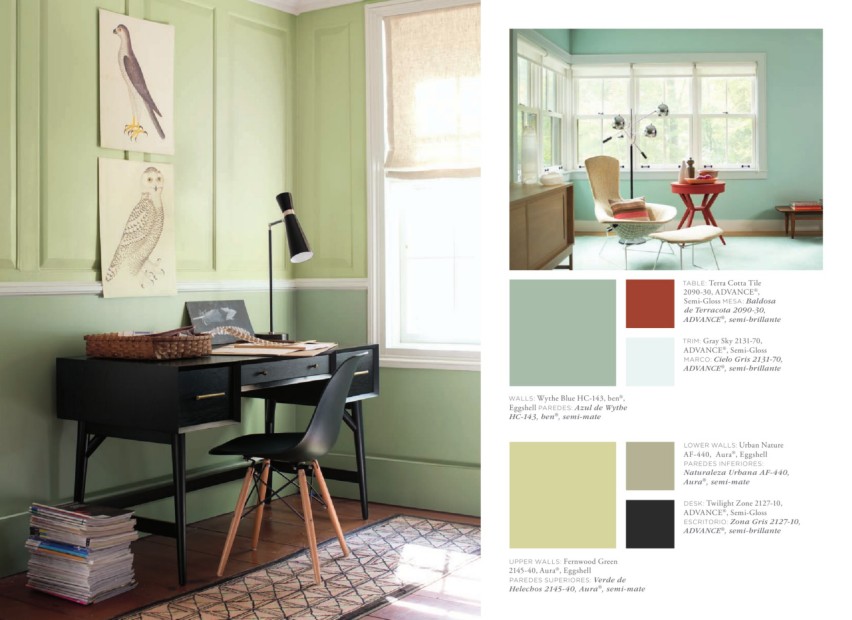 TABLE: Terra Cotta Tile
2090-30, ADVANCE®,
Semi-Gloss MESA: Baldosa
de Terracota 2090-30,
ADVANCE®, semi-brillante
TRIM: Gray Sky 2131-70,
ADVANCE®, Semi-Gloss
MARCO: Cielo Gris 2131-70,
ADVANCE®, semi-brillante
WALLS: Wythe Blue HC-143, ben®,
Eggshell PAREDES: Azul de Wythe
HC-143, ben®, semi-mate
LOWER WALLS: Urban Nature
AF-440, Aura®, Eggshell
PAREDES INFERIORES:
Naturaleza Urbana AF-440,
Aura®, semi-mate
DESK: Twilight Zone 2127-10,
ADVANCE®, Semi-Gloss
ESCRITORIO: Zona Gris 2127-10,
ADVANCE®, semi-brillante
UPPER WALLS: Fernwood Green
2145-40, Aura®, Eggshell
PAREDES SUPERIORES: Verde de
Helechos 2145-40, Aura®, semi-mate